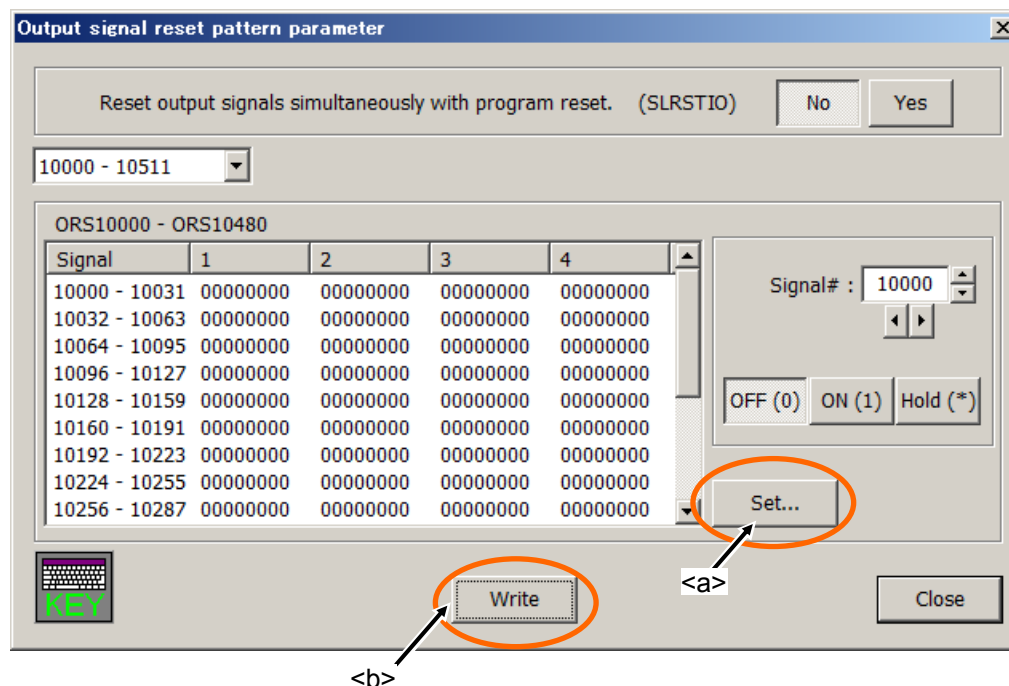 Output signal reset pattern parameter
Reset output signals simultaneously with program reset. (SLRSTIO) No Yes
10000 - 10511
ORS10000 - ORS10480
Signal 1 2 3 4
10000 - 10031 00000000 00000000 00000000 00000000
10032 - 10063 00000000 00000000 00000000 00000000
10064 - 10095 00000000 00000000 00000000 00000000
10096 - 10127 00000000 00000000 00000000 00000000
10128 - 10159 00000000 00000000 00000000 00000000
10160 - 10191 00000000 00000000 00000000 00000000
10192 - 10223 00000000 00000000 00000000 00000000
10224 - 10255 00000000 00000000 00000000 00000000
10256 - 10287 00000000 00000000 00000000 00000000
Signal# : 10000
OFF (0) ON (1) Hold (*)
Set...
<a>
KEY
Write
Close
<b>